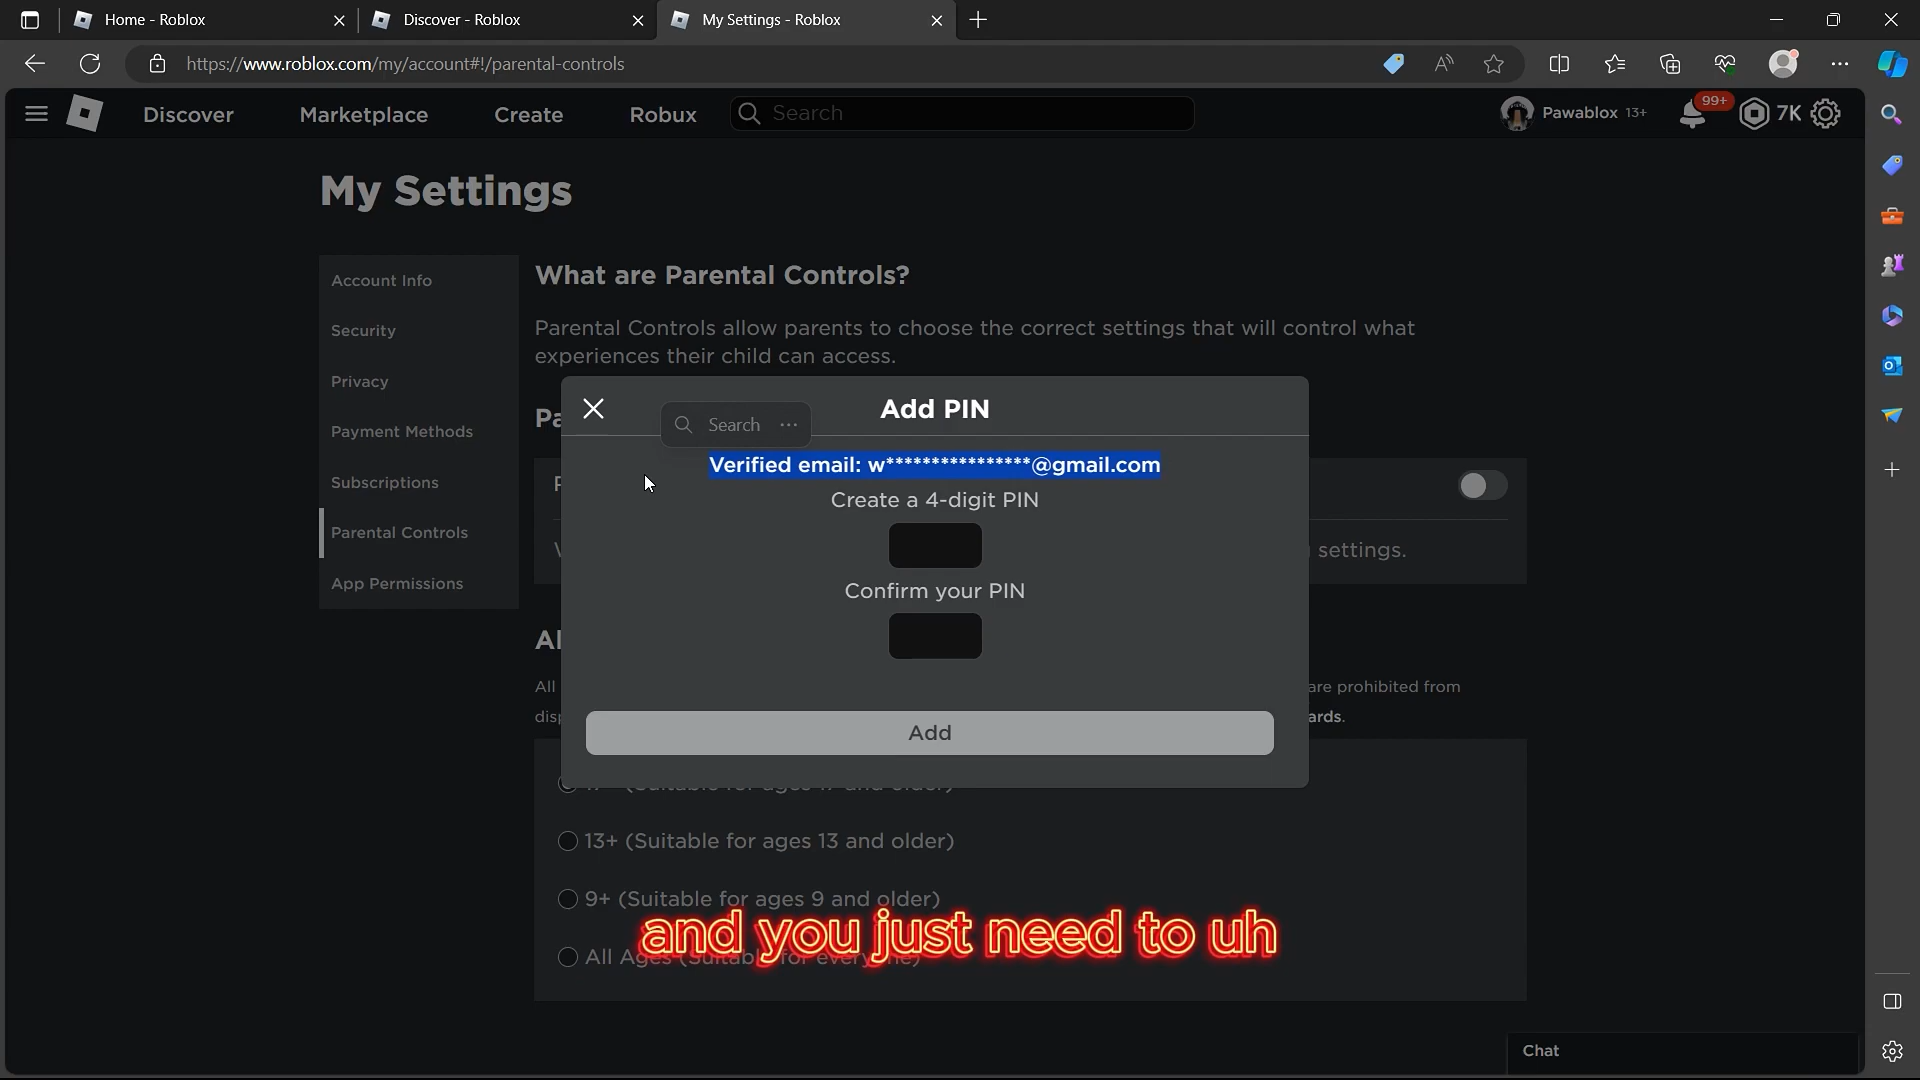 Home - Roblox
Discover - Roblox
My Settings - Roblox
https://www.roblox.com/my/account#!/parental-controls
Discover
Marketplace
Create
Robux
Search
Pawablox 13+
99+
7K
My Settings
Account Info
Security
Privacy
Payment Methods
Subscriptions
Parental Controls
App Permissions
What are Parental Controls?
Parental Controls allow parents to choose the correct settings that will control what
experiences their child can access.
Add PIN
Search
Verified email: w****************@gmail.com
Create a 4-digit PIN
Confirm your PIN
settings.
All
are prohibited from
ards.
Add
13+ (Suitable for ages 13 and older)
9+ (Suitable for ages 9 and older)
All Ages (Suitable for everyone)
and you just need to uh
Chat